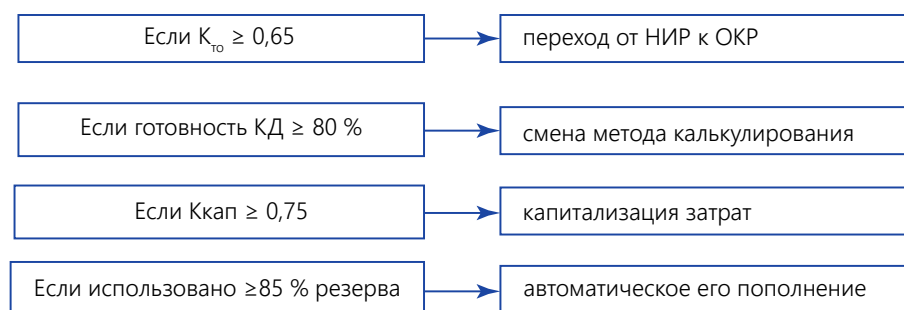 Если К то ≥ 0,65
переход от НИР к ОКР
Если готовность КД ≥ 80 %
смена метода калькулирования
Если Ккап ≥ 0,75
капитализация затрат
Если использовано ≥85 % резерва
автоматическое его пополнение